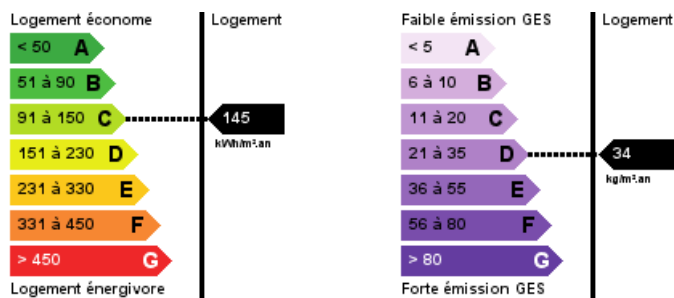 Logement économe
Logement
< 50 A
51 à 90 B
91 à 150 C
145
kWh/m².an
151 à 230 D
231 à 330 E
331 à 450 F
> 450 G
Logement énergivore
Faible émission GES
Logement
< 5 A
6 à 10 B
11 à 20 C
21 à 35 D
34
kg/m².an
36 à 55 E
56 à 80 F
> 80 G
Forte émission GES